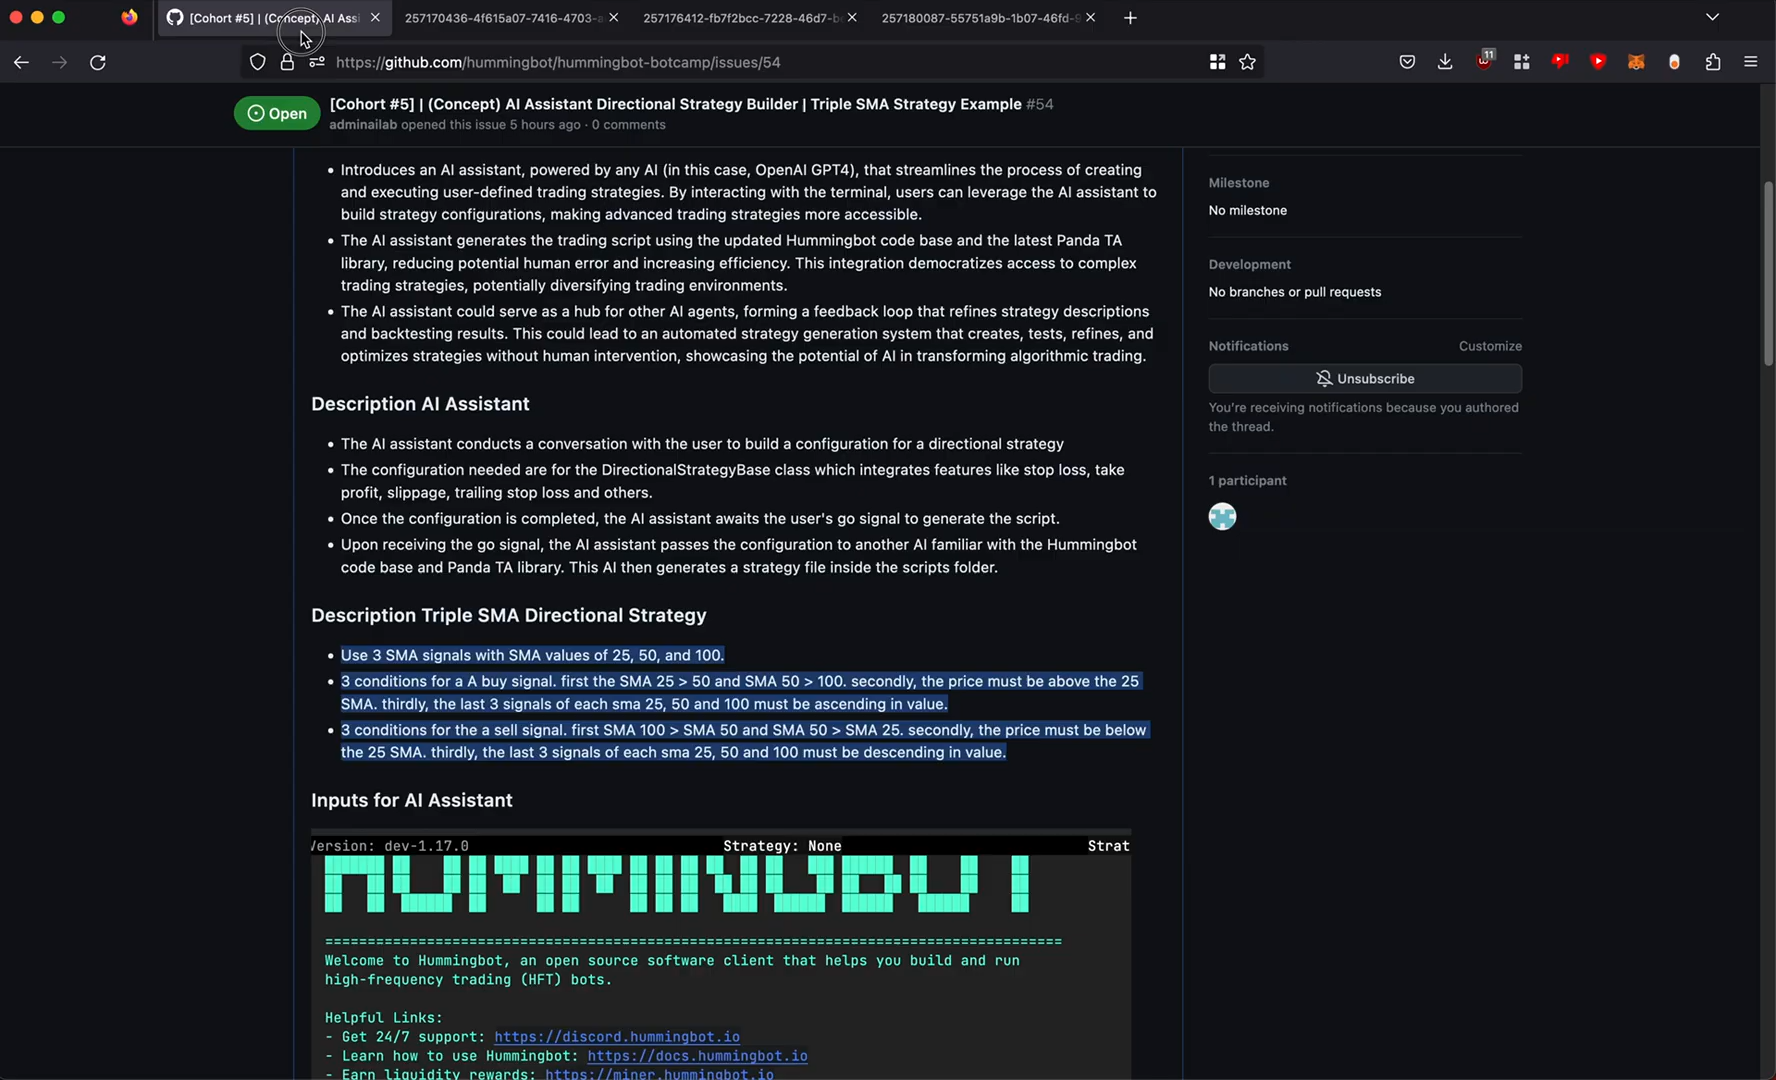 [Cohort #5] | (Concept) AI Assi
257170436-4f615a07-7416-4703-a
257176412-fb7f2bcc-7228-46d7-b
257180087-55751a9b-1b07-46fd-9
https://github.com/hummingbot/hummingbot-botcamp/issues/54
11
Open
[Cohort #5] | (Concept) AI Assistant Directional Strategy Builder | Triple SMA Strategy Example #54
adminailab opened this issue 5 hours ago · 0 comments
• Introduces an AI assistant, powered by any AI (in this case, OpenAI GPT4), that streamlines the process of creating
and executing user-defined trading strategies. By interacting with the terminal, users can leverage the AI assistant to
build strategy configurations, making advanced trading strategies more accessible.
• The AI assistant generates the trading script using the updated Hummingbot code base and the latest Panda TA
library, reducing potential human error and increasing efficiency. This integration democratizes access to complex
trading strategies, potentially diversifying trading environments.
• The AI assistant could serve as a hub for other AI agents, forming a feedback loop that refines strategy descriptions
and backtesting results. This could lead to an automated strategy generation system that creates, tests, refines, and
optimizes strategies without human intervention, showcasing the potential of AI in transforming algorithmic trading.
Description AI Assistant
• The AI assistant conducts a conversation with the user to build a configuration for a directional strategy
• The configuration needed are for the DirectionalStrategyBase class which integrates features like stop loss, take
profit, slippage, trailing stop loss and others.
• Once the configuration is completed, the AI assistant awaits the user's go signal to generate the script.
• Upon receiving the go signal, the AI assistant passes the configuration to another AI familiar with the Hummingbot
code base and Panda TA library. This AI then generates a strategy file inside the scripts folder.
Description Triple SMA Directional Strategy
• Use 3 SMA signals with SMA values of 25, 50, and 100.
• 3 conditions for a A buy signal. first the SMA 25 > 50 and SMA 50 > 100. secondly, the price must be above the 25
SMA. thirdly, the last 3 signals of each sma 25, 50 and 100 must be ascending in value.
• 3 conditions for the a sell signal. first SMA 100 > SMA 50 and SMA 50 > SMA 25. secondly, the price must be below
the 25 SMA. thirdly, the last 3 signals of each sma 25, 50 and 100 must be descending in value.
Inputs for AI Assistant
Version: dev-1.17.0
Strategy: None
Strat
HUMMINGBOT
================================================================================
Welcome to Hummingbot, an open source software client that helps you build and run
high-frequency trading (HFT) bots.
Helpful Links:
- Get 24/7 support: https://discord.hummingbot.io
- Learn how to use Hummingbot: https://docs.hummingbot.io
- Earn liquidity rewards: https://miner.hummingbot.io
Milestone
No milestone
Development
No branches or pull requests
Notifications
Customize
Unsubscribe
You're receiving notifications because you authored
the thread.
1 participant